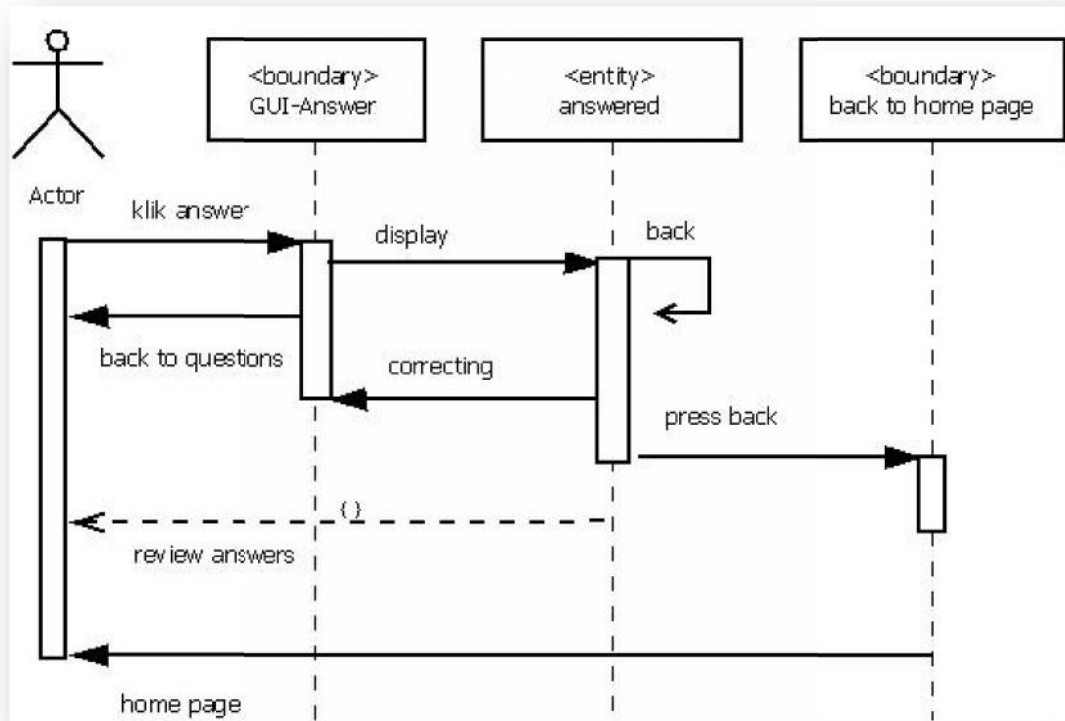 <boundary>
GUI-Answer
<entity>
answered
<boundary>
back to home page
Actor
klik answer
display
back
back to questions
correcting
press back
{}
review answers
home page